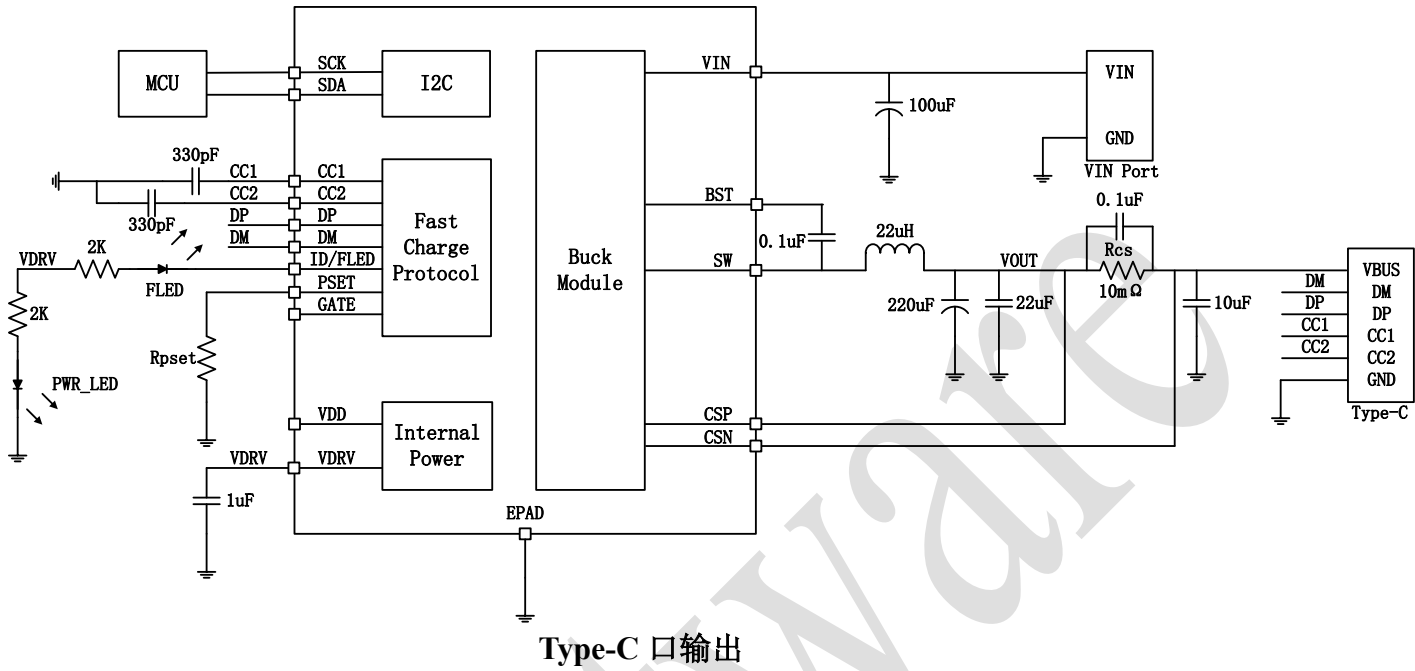 MCU
SCK
SDA
I2C
VIN
VIN
GND
VIN Port
100uF
330pF
330pF
CC1
CC2
DP
DM
CC1
CC2
DP
DM
ID/FLED
PSET
GATE
Fast
Charge
Protocol
VDRV
2K
FLED
2K
PWR_LED
Rpset
Buck
Module
BST
0.1uF
SW
22uH
VOUT
220uF
22uF
0.1uF
Rcs
10mΩ
10uF
DM
DP
CC1
CC2
VBUS
DM
DP
CC1
CC2
GND
Type-C
CSP
CSN
VDD
VDRV
VDRV
Internal
Power
1uF
EPAD
Type-C 口输出